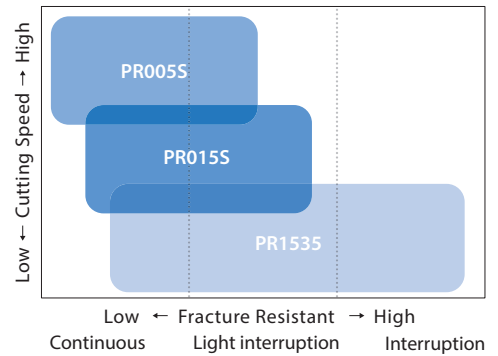 Low ← Cutting Speed → High
PR005S
PR015S
PR1535
Low ← Fracture Resistant → High
Continuous Light interruption Interruption